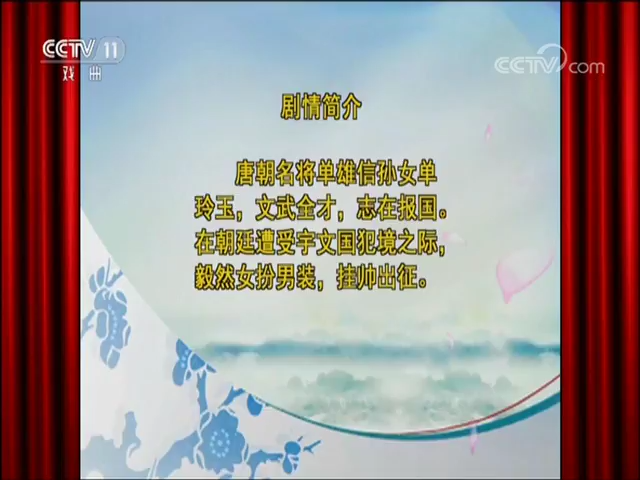 CCTV 11
戏曲
CCTV.com
剧情简介
唐朝名将单雄信孙女单
玲玉，文武全才，志在报国。
在朝廷遭受宇文国犯境之际，
毅然女扮男装，挂帅出征。